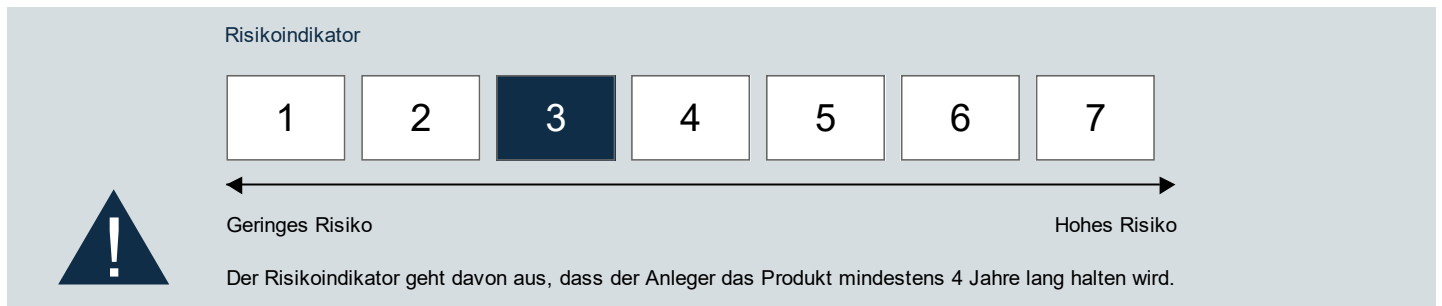 Risikoindikator
1 2 3 4 5 6 7
Geringes Risiko Hohes Risiko
!
Der Risikoindikator geht davon aus, dass der Anleger das Produkt mindestens 4 Jahre lang halten wird.